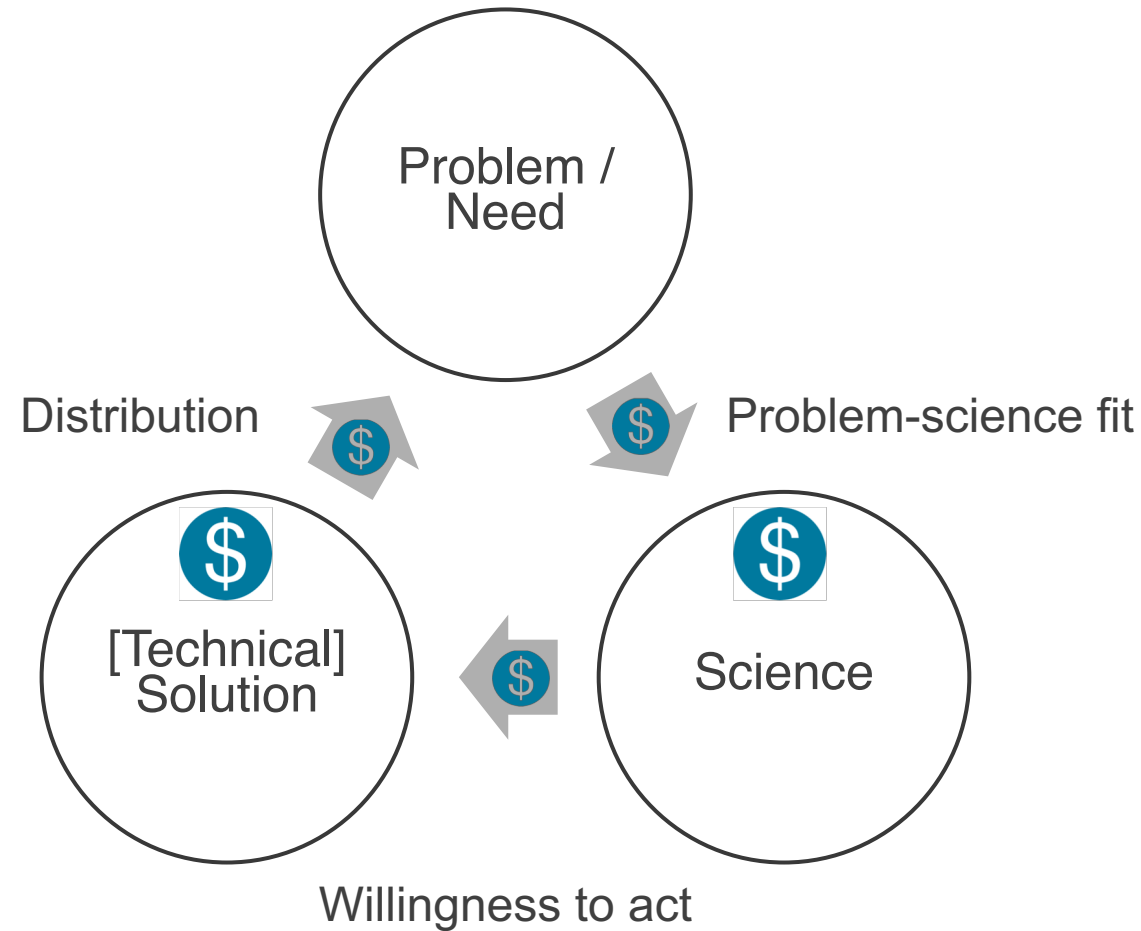 Problem /
Need
Distribution
$
$
Problem-science fit
$
$
[Technical]
Solution
$
Science
Willingness to act